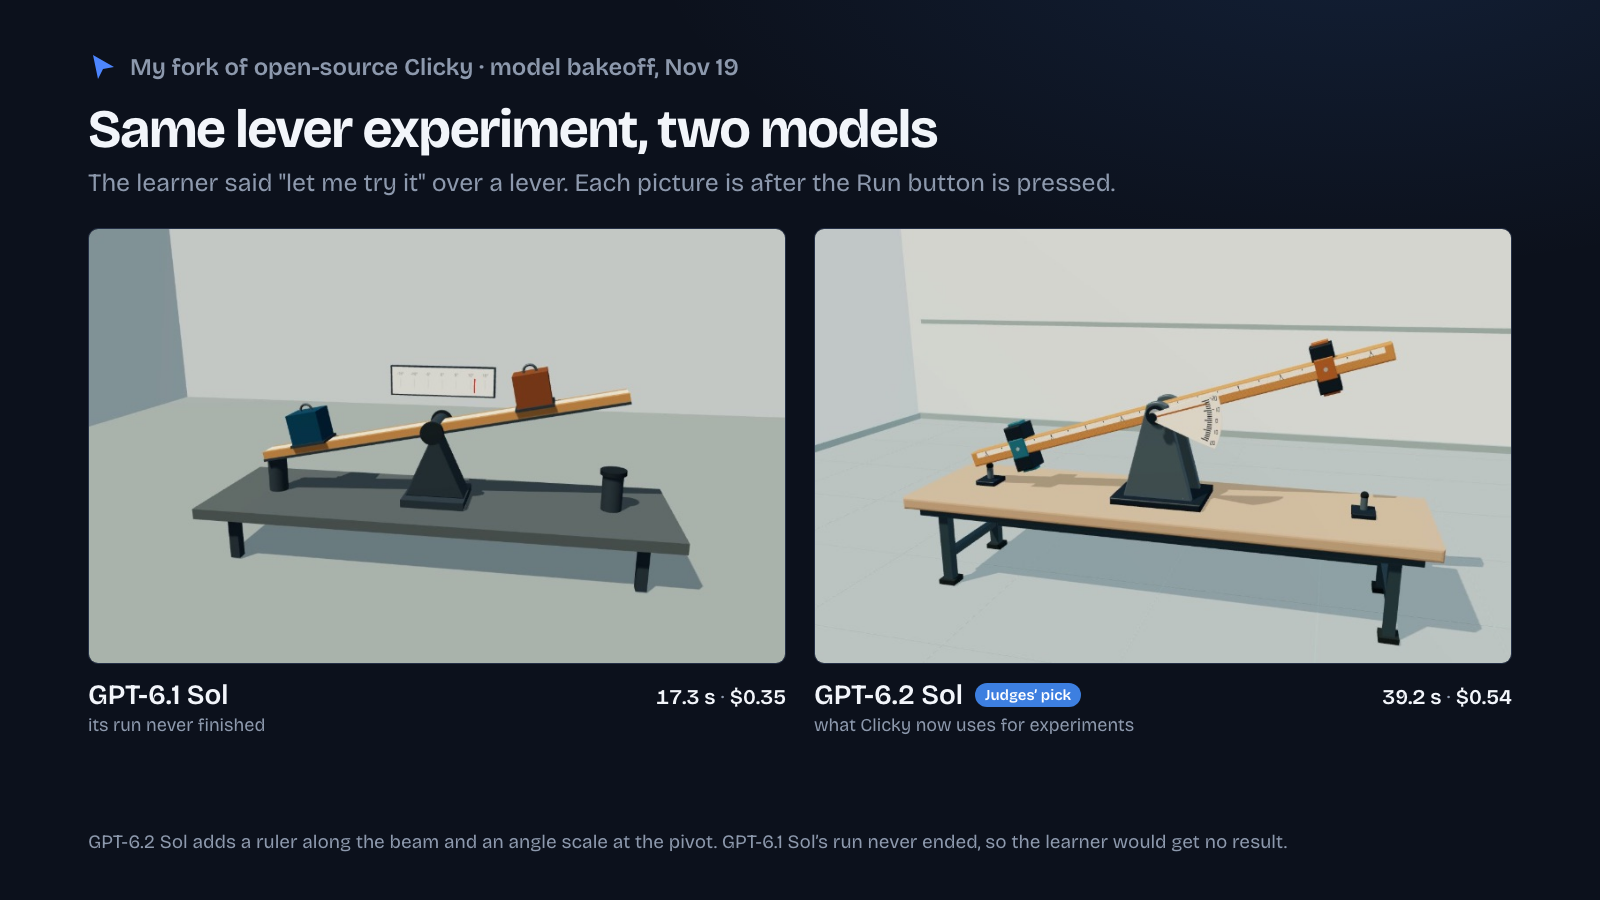 My fork of open-source Clicky · model bakeoff, Nov 19
Same lever experiment, two models
The learner said "let me try it" over a lever. Each picture is after the Run button is pressed.
GPT-6.1 Sol
17.3 s · $0.35
its run never finished
GPT-6.2 Sol
Judges’ pick
39.2 s · $0.54
what Clicky now uses for experiments
GPT-6.2 Sol adds a ruler along the beam and an angle scale at the pivot. GPT-6.1 Sol’s run never ended, so the learner would get no result.